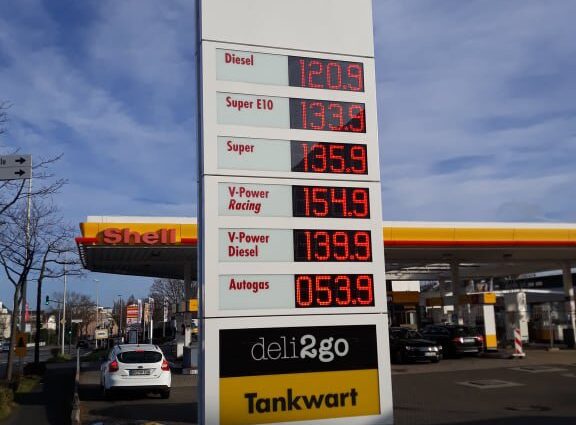 Diesel 120.9
Super E10 133.9
Super 135.9
V-Power
Racing 154.9
V-Power
Diesel 139.9
Autogas 053.9
Shell
deli2go
Tankwart